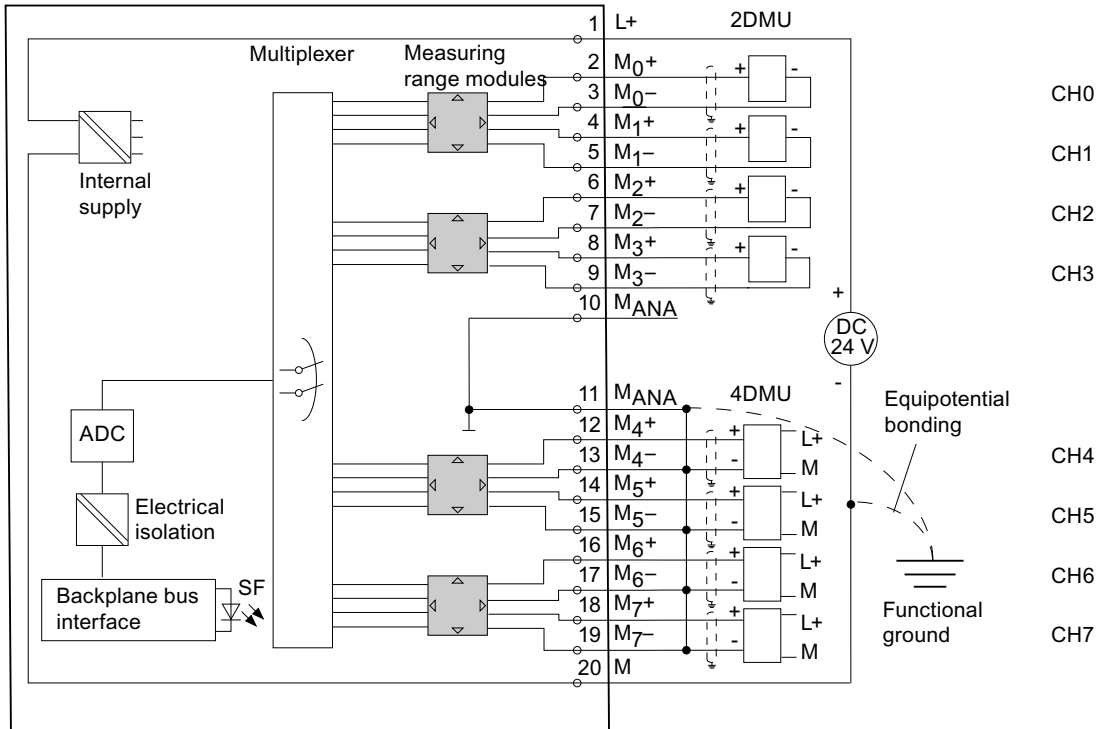 1 L+ 2DMU
Multiplexer
Measuring
range modules
2 M0+ + -
3 M0–
CH0
4 M1+ + -
5 M1–
CH1
Internal
supply
6 M2+ + -
7 M2–
CH2
8 M3+ + -
9 M3–
CH3
10 MANA
+
DC
24 V
-
11 MANA 4DMU
Equipotential
bonding
12 M4+ + L+
13 M4– - M
CH4
ADC
14 M5+ + L+
15 M5– - M
CH5
Electrical
isolation
16 M6+ + L+
17 M6– - M
CH6
Backplane bus
interface
SF
18 M7+ + L+
19 M7– - M
CH7
Functional
ground
20 M